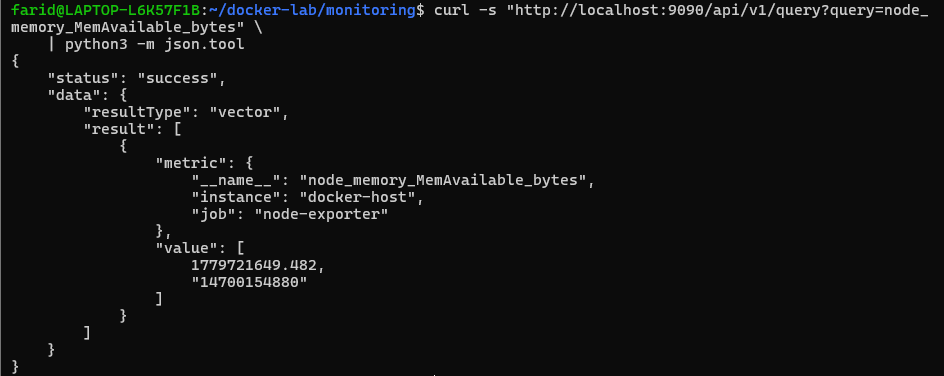 farid@LAPTOP-L6K57F1B:~/docker-lab/monitoring$ curl -s "http://localhost:9090/api/v1/query?query=node_
memory_MemAvailable_bytes" \
    | python3 -m json.tool
{
    "status": "success",
    "data": {
        "resultType": "vector",
        "result": [
            {
                "metric": {
                    "__name__": "node_memory_MemAvailable_bytes",
                    "instance": "docker-host",
                    "job": "node-exporter"
                },
                "value": [
                    1779721649.482,
                    "14700154880"
                ]
            }
        ]
    }
}